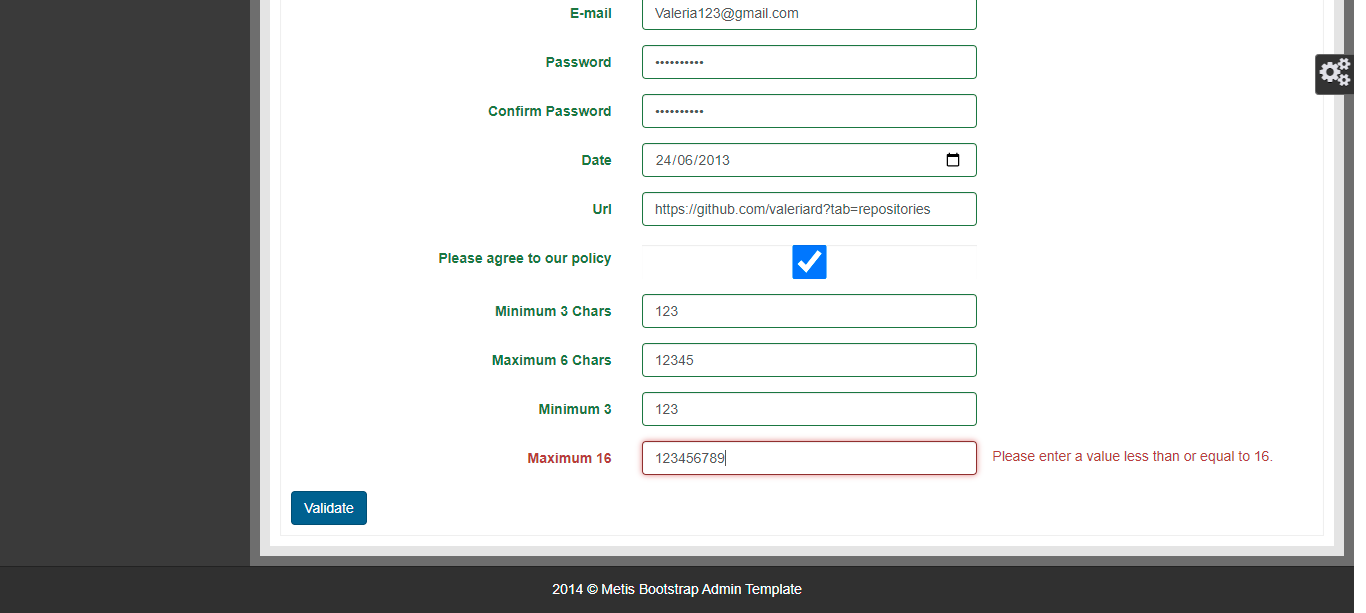 E-mail Valeria123@gmail.com
Password ••••••••••
Confirm Password ••••••••••
Date 24/06/2013
Url https://github.com/valeriard?tab=repositories
Please agree to our policy
Minimum 3 Chars 123
Maximum 6 Chars 12345
Minimum 3 123
Maximum 16 123456789 Please enter a value less than or equal to 16.
Validate
2014 © Metis Bootstrap Admin Template